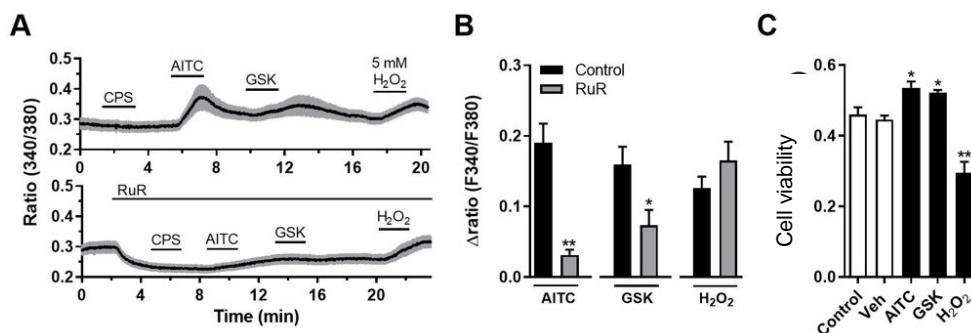 A
AITC
5 mM
H2O2
CPS
GSK
0.5
0.4
0.3
0.2
0 4 8 12 16 20
RuR
CPS
AITC
GSK
H2O2
0.5
0.4
0.3
0.2
0 4 8 12 16 20
Ratio (340/380)
Time (min)
B
Control
RuR
0.3
0.2
0.1
0.0
Δratio (F340/F380)
**
*
AITC GSK H2O2
C
)
0.6
0.4
0.2
0.0
Cell viability
*
*
**
Control
Veh
AITC
GSK
H2O2